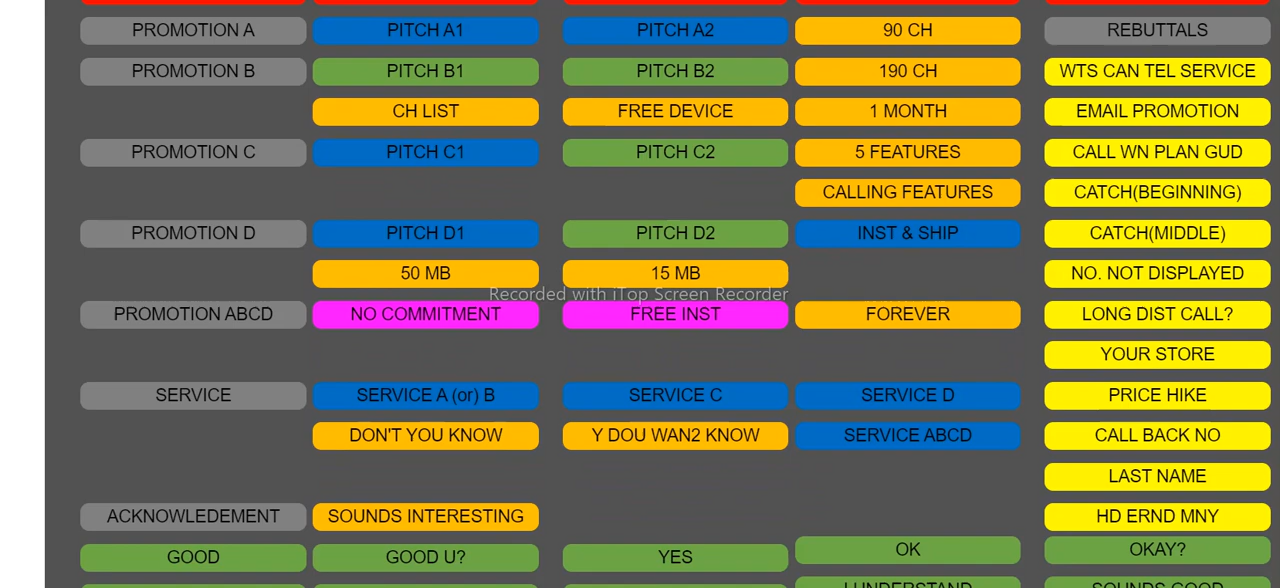 PROMOTION A PITCH A1 PITCH A2 90 CH REBUTTALS
PROMOTION B PITCH B1 PITCH B2 190 CH WTS CAN TEL SERVICE
CH LIST FREE DEVICE 1 MONTH EMAIL PROMOTION
PROMOTION C PITCH C1 PITCH C2 5 FEATURES CALL WN PLAN GUD
CALLING FEATURES CATCH(BEGINNING)
PROMOTION D PITCH D1 PITCH D2 INST & SHIP CATCH(MIDDLE)
50 MB 15 MB NO. NOT DISPLAYED
Recorded with iTop Screen Recorder
PROMOTION ABCD NO COMMITMENT FREE INST FOREVER LONG DIST CALL?
YOUR STORE
SERVICE SERVICE A (or) B SERVICE C SERVICE D PRICE HIKE
DON'T YOU KNOW Y DOU WAN2 KNOW SERVICE ABCD CALL BACK NO
LAST NAME
ACKNOWLEDEMENT SOUNDS INTERESTING HD ERND MNY
GOOD GOOD U? YES OK OKAY?
I UNDERSTAND SOUNDS GOOD